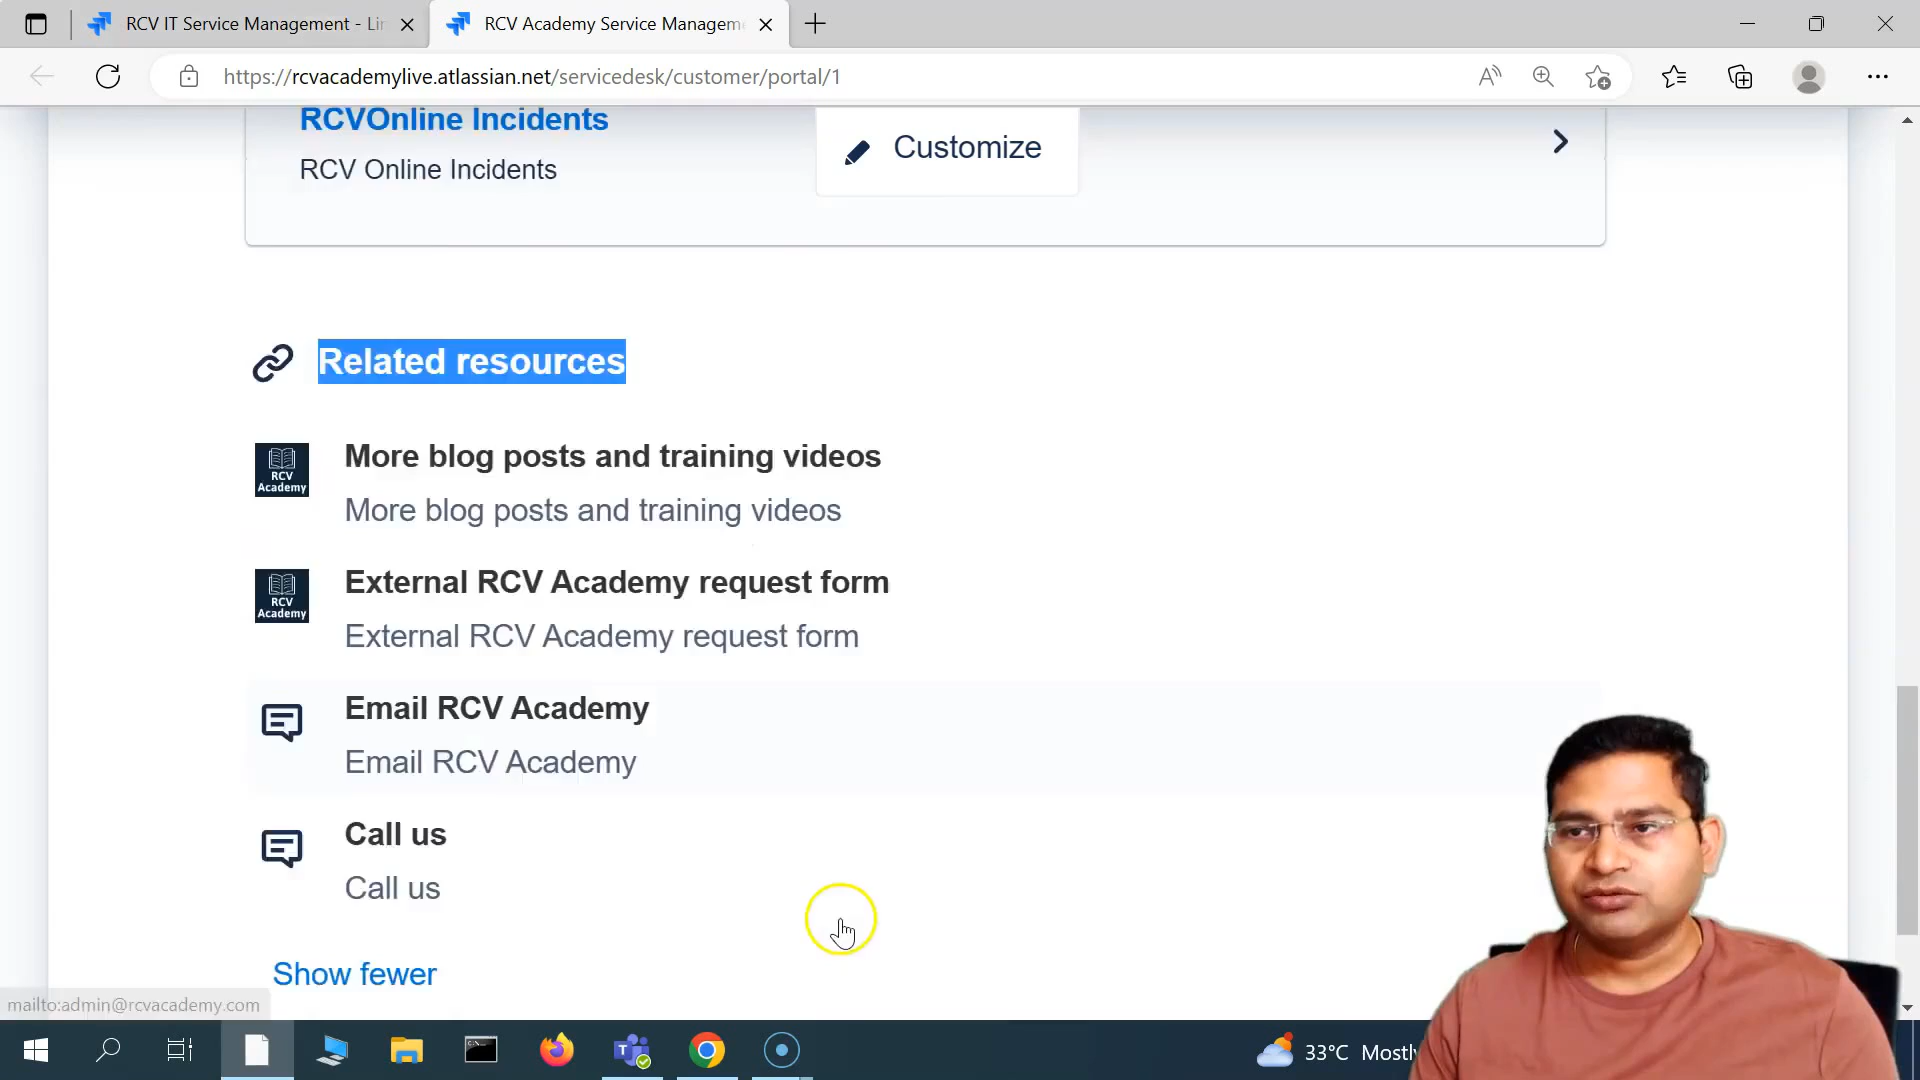 RCV IT Service Management - Lin
RCV Academy Service Managem
https://rcvacademylive.atlassian.net/servicedesk/customer/portal/1
RCVOnline Incidents
RCV Online Incidents
Customize
Related resources
RCV
Academy
More blog posts and training videos
More blog posts and training videos
RCV
Academy
External RCV Academy request form
External RCV Academy request form
Email RCV Academy
Email RCV Academy
Call us
Call us
Show fewer
mailto:admin@rcvacademy.com
33°C Mostly